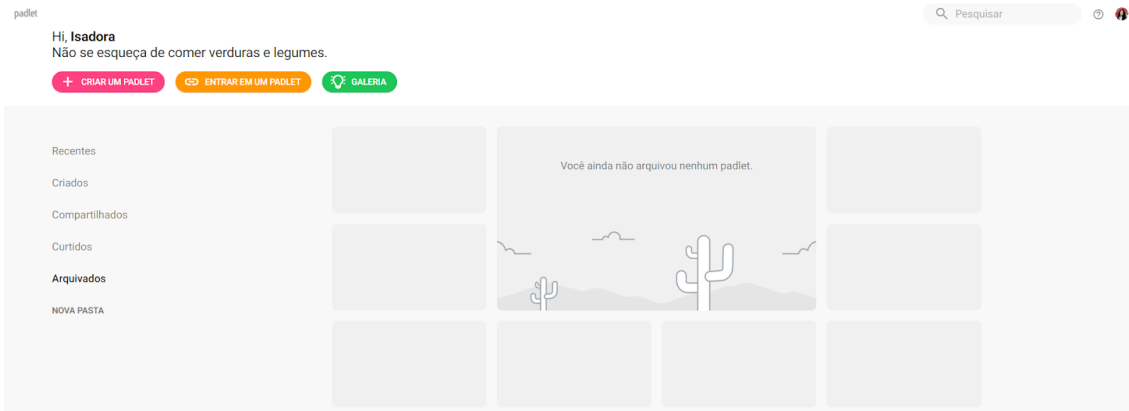 padlet
Pesquisar
Hi, Isadora
Não se esqueça de comer verduras e legumes.
CRIAR UM PADLET
ENTRAR EM UM PADLET
GALERIA
Recentes
Criados
Compartilhados
Curtidos
Arquivados
NOVA PASTA
Você ainda não arquivou nenhum padlet.